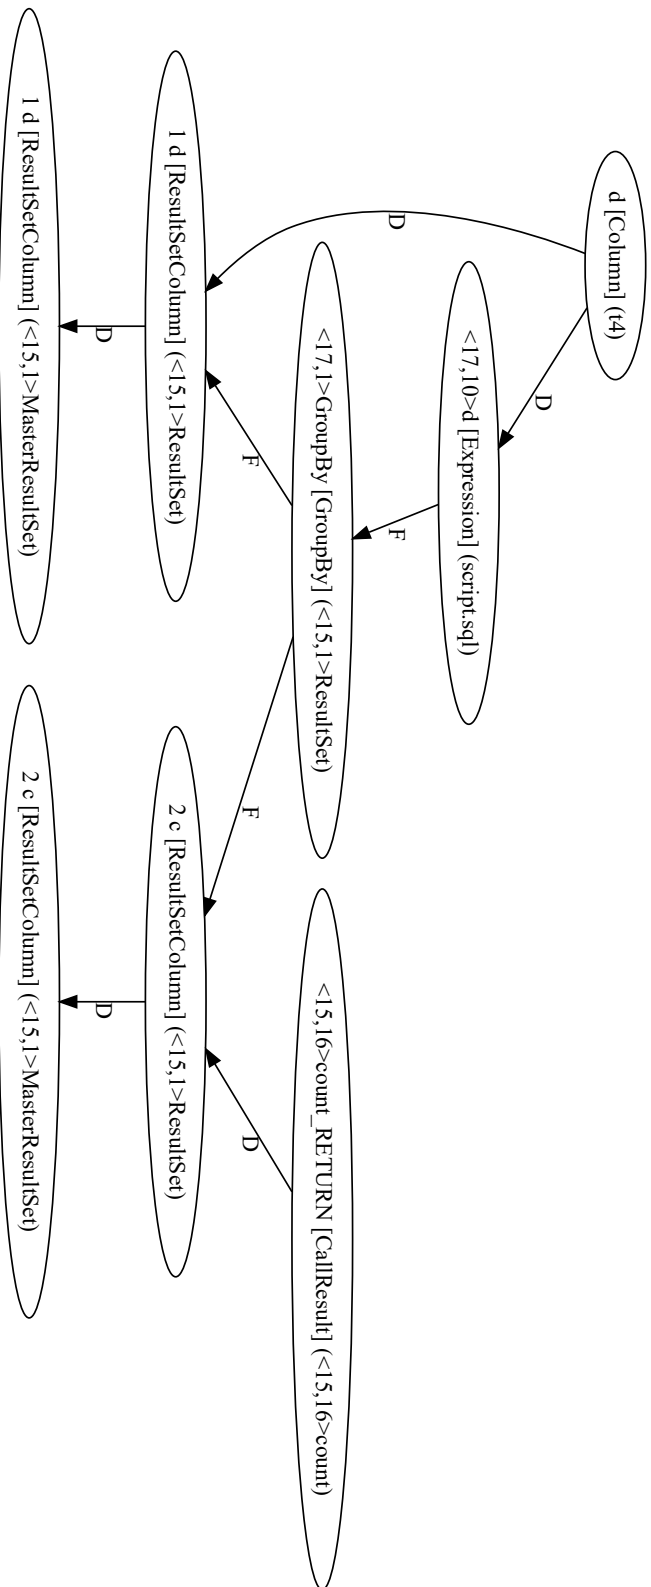 d [Column] (t4)
D
D
<17,10>d [Expression] (script.sql)
F
<17,1>GroupBy [GroupBy] (<15,1>ResultSet)
<15,16>count_RETURN [CallResult] (<15,16>count)
F
F
D
1 d [ResultSetColumn] (<15,1>ResultSet)
2 c [ResultSetColumn] (<15,1>ResultSet)
D
D
1 d [ResultSetColumn] (<15,1>MasterResultSet)
2 c [ResultSetColumn] (<15,1>MasterResultSet)